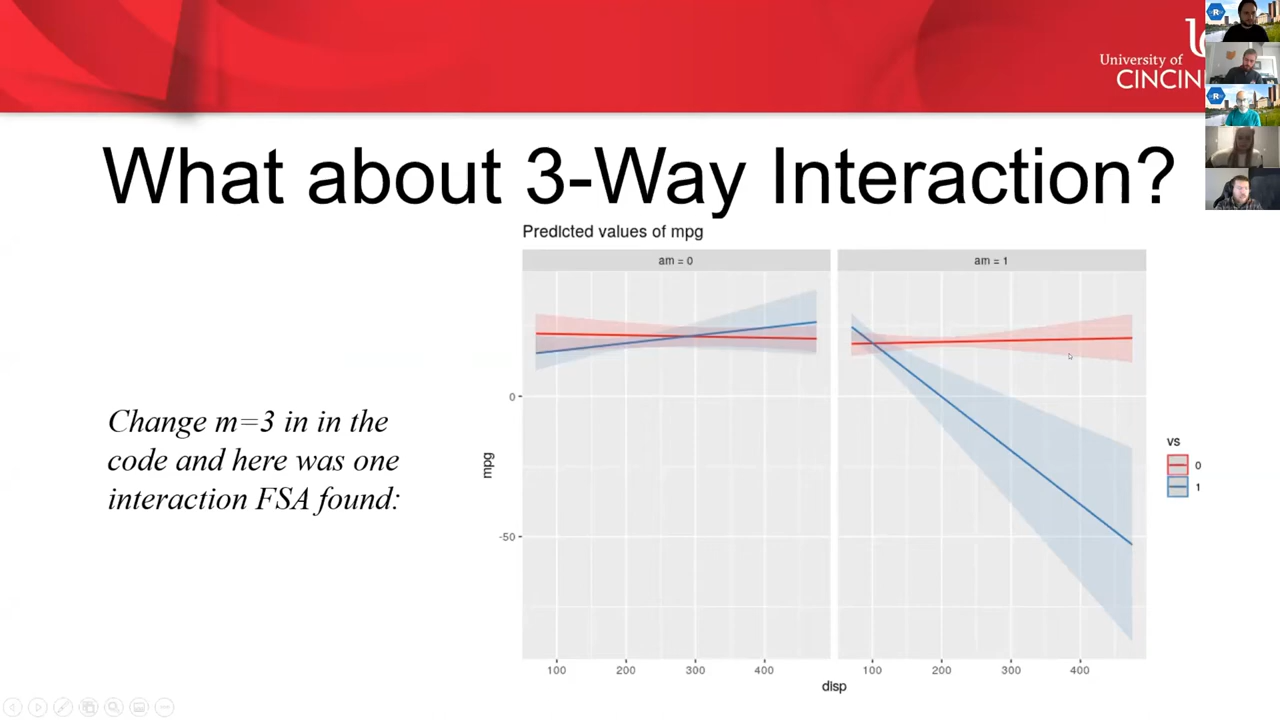 University of
CINCIN
What about 3-Way Interaction?
Predicted values of mpg
am = 0
am = 1
Change m=3 in in the
code and here was one
interaction FSA found:
mpg
0
-50
100 200 300 400
100 200 300 400
disp
vs
0
1
R
R